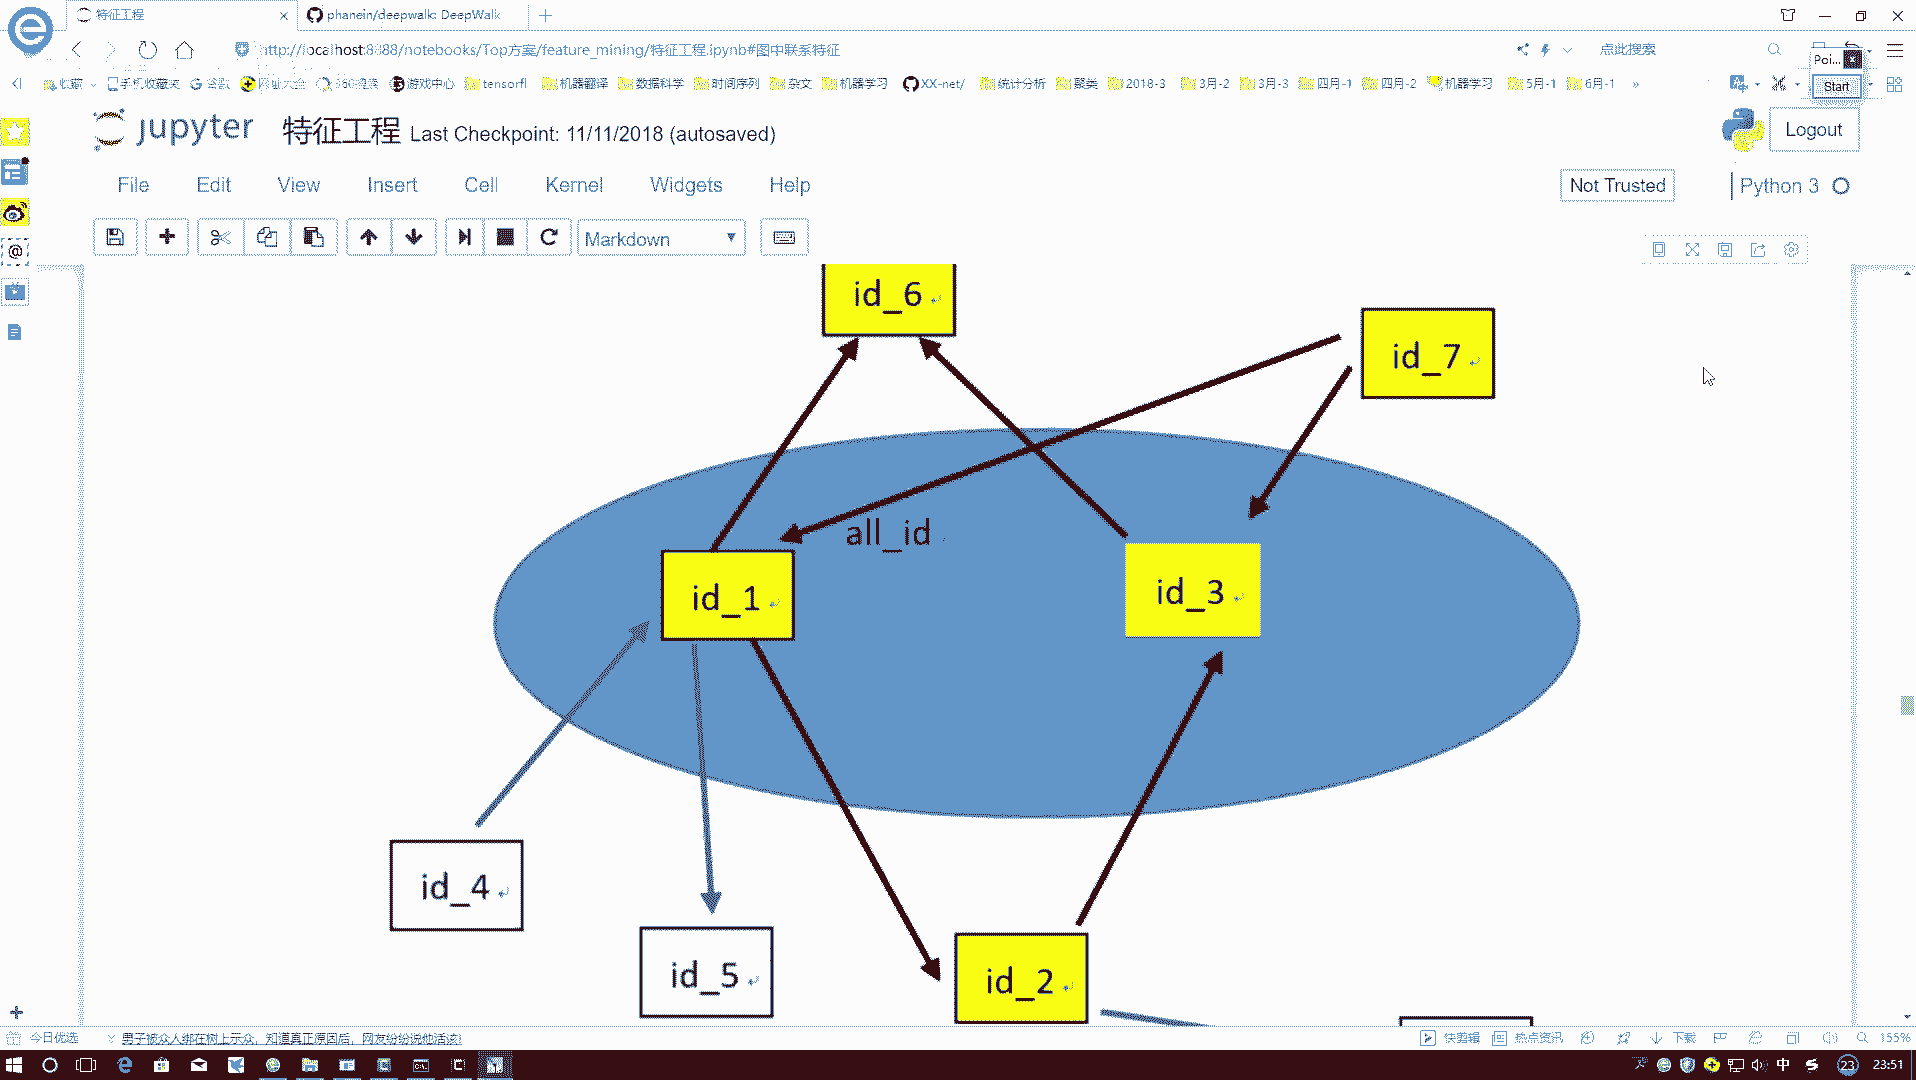 特征工程
phanein/deepwalk: DeepWalk
http://localhost:8888/notebooks/Top方案/feature_mining/特征工程.ipynb#图中联系特征
点此搜索
收藏 手机收藏夹 谷歌 网址大全 360搜索 游戏中心 tensorfl 机器翻译 数据科学 时间序列 杂文 机器学习 XX-net/ 统计分析 聚类 2018-3 3月-2 3月-3 四月-1 四月-2 机器学习 5月-1 6月-1 »
Poi...
Start
jupyter 特征工程 Last Checkpoint: 11/11/2018 (autosaved)
Logout
File Edit View Insert Cell Kernel Widgets Help
Not Trusted
Python 3
Markdown
id_6
id_7
all_id
id_1
id_3
id_4
id_5
id_2
今日优选
男子被众人绑在树上示众，知道真正原因后，网友纷纷说他活该!
快剪辑 热点资讯 下载 155%
中 23 23:51